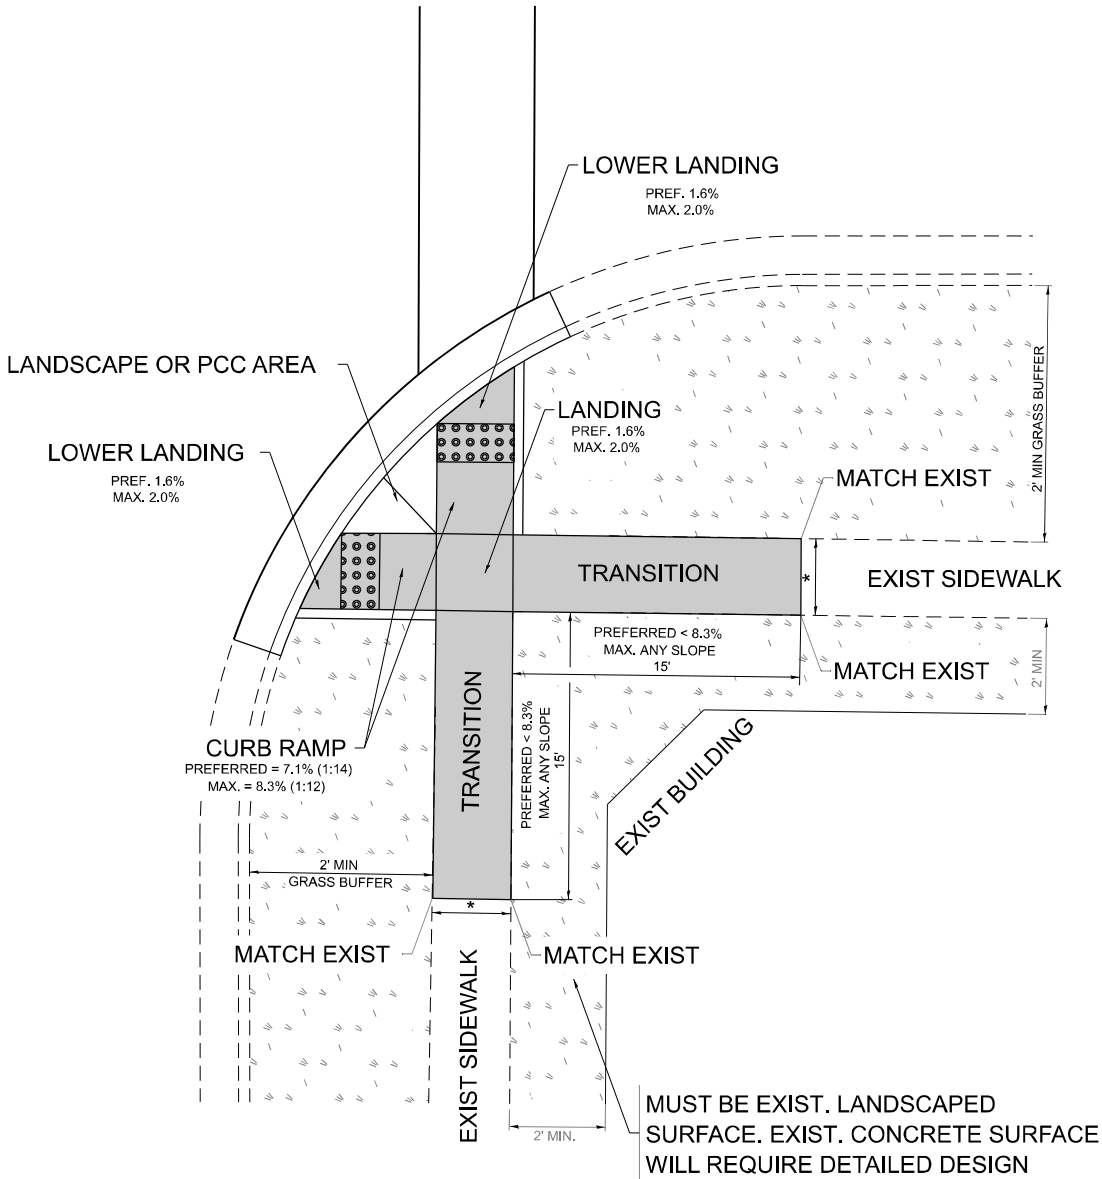 LOWER LANDING
PREF. 1.6%
MAX. 2.0%
LANDSCAPE OR PCC AREA
LANDING
PREF. 1.6%
MAX. 2.0%
LOWER LANDING
PREF. 1.6%
MAX. 2.0%
2' MIN GRASS BUFFER
MATCH EXIST
TRANSITION
*
EXIST SIDEWALK
PREFERRED < 8.3%
MAX. ANY SLOPE
15'
MATCH EXIST
2' MIN
CURB RAMP
PREFERRED = 7.1% (1:14)
MAX. = 8.3% (1:12)
TRANSITION
PREFERRED < 8.3%
MAX. ANY SLOPE
15'
EXIST BUILDING
2' MIN
GRASS BUFFER
*
MATCH EXIST
MATCH EXIST
EXIST SIDEWALK
2' MIN.
MUST BE EXIST. LANDSCAPED
SURFACE. EXIST. CONCRETE SURFACE
WILL REQUIRE DETAILED DESIGN